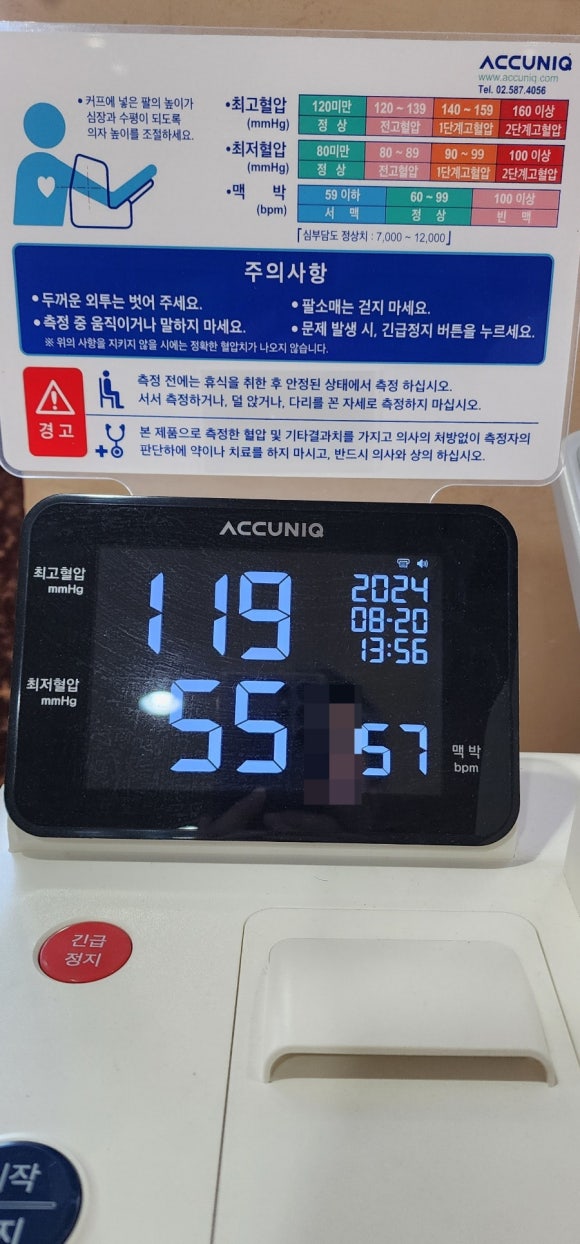 ACCUNIQ
www.accuniq.com
Tel. 02.587.4056
• 커프에 넣은 팔의 높이가
심장과 수평이 되도록
의자 높이를 조절하세요.
•최고혈압 120미만 120 ~ 139 140 ~ 159 160 이상
(mmHg) 정 상 전고혈압 1단계고혈압 2단계고혈압
•최저혈압 80미만 80 ~ 89 90 ~ 99 100 이상
(mmHg) 정 상 전고혈압 1단계고혈압 2단계고혈압
•맥 박 59 이하 60 ~ 99 100 이상
(bpm) 서 맥 정 상 빈 맥
「심부담도 정상치 : 7,000 ~ 12,000」
주의사항
• 두꺼운 외투는 벗어 주세요.
• 측정 중 움직이거나 말하지 마세요.
• 팔소매는 걷지 마세요.
• 문제 발생 시, 긴급정지 버튼을 누르세요.
※ 위의 사항을 지키지 않을 시에는 정확한 혈압치가 나오지 않습니다.
경 고
측정 전에는 휴식을 취한 후 안정된 상태에서 측정 하십시오.
서서 측정하거나, 덜 앉거나, 다리를 꼰 자세로 측정하지 마십시오.
본 제품으로 측정한 혈압 및 기타결과치를 가지고 의사의 처방없이 측정자의
판단하에 약이나 치료를 하지 마시고, 반드시 의사와 상의 하십시오.
ACCUNIQ
최고혈압
mmHg
119
2024
08-20
13:56
최저혈압
mmHg
55
57
맥 박
bpm
긴급
정지
작
지